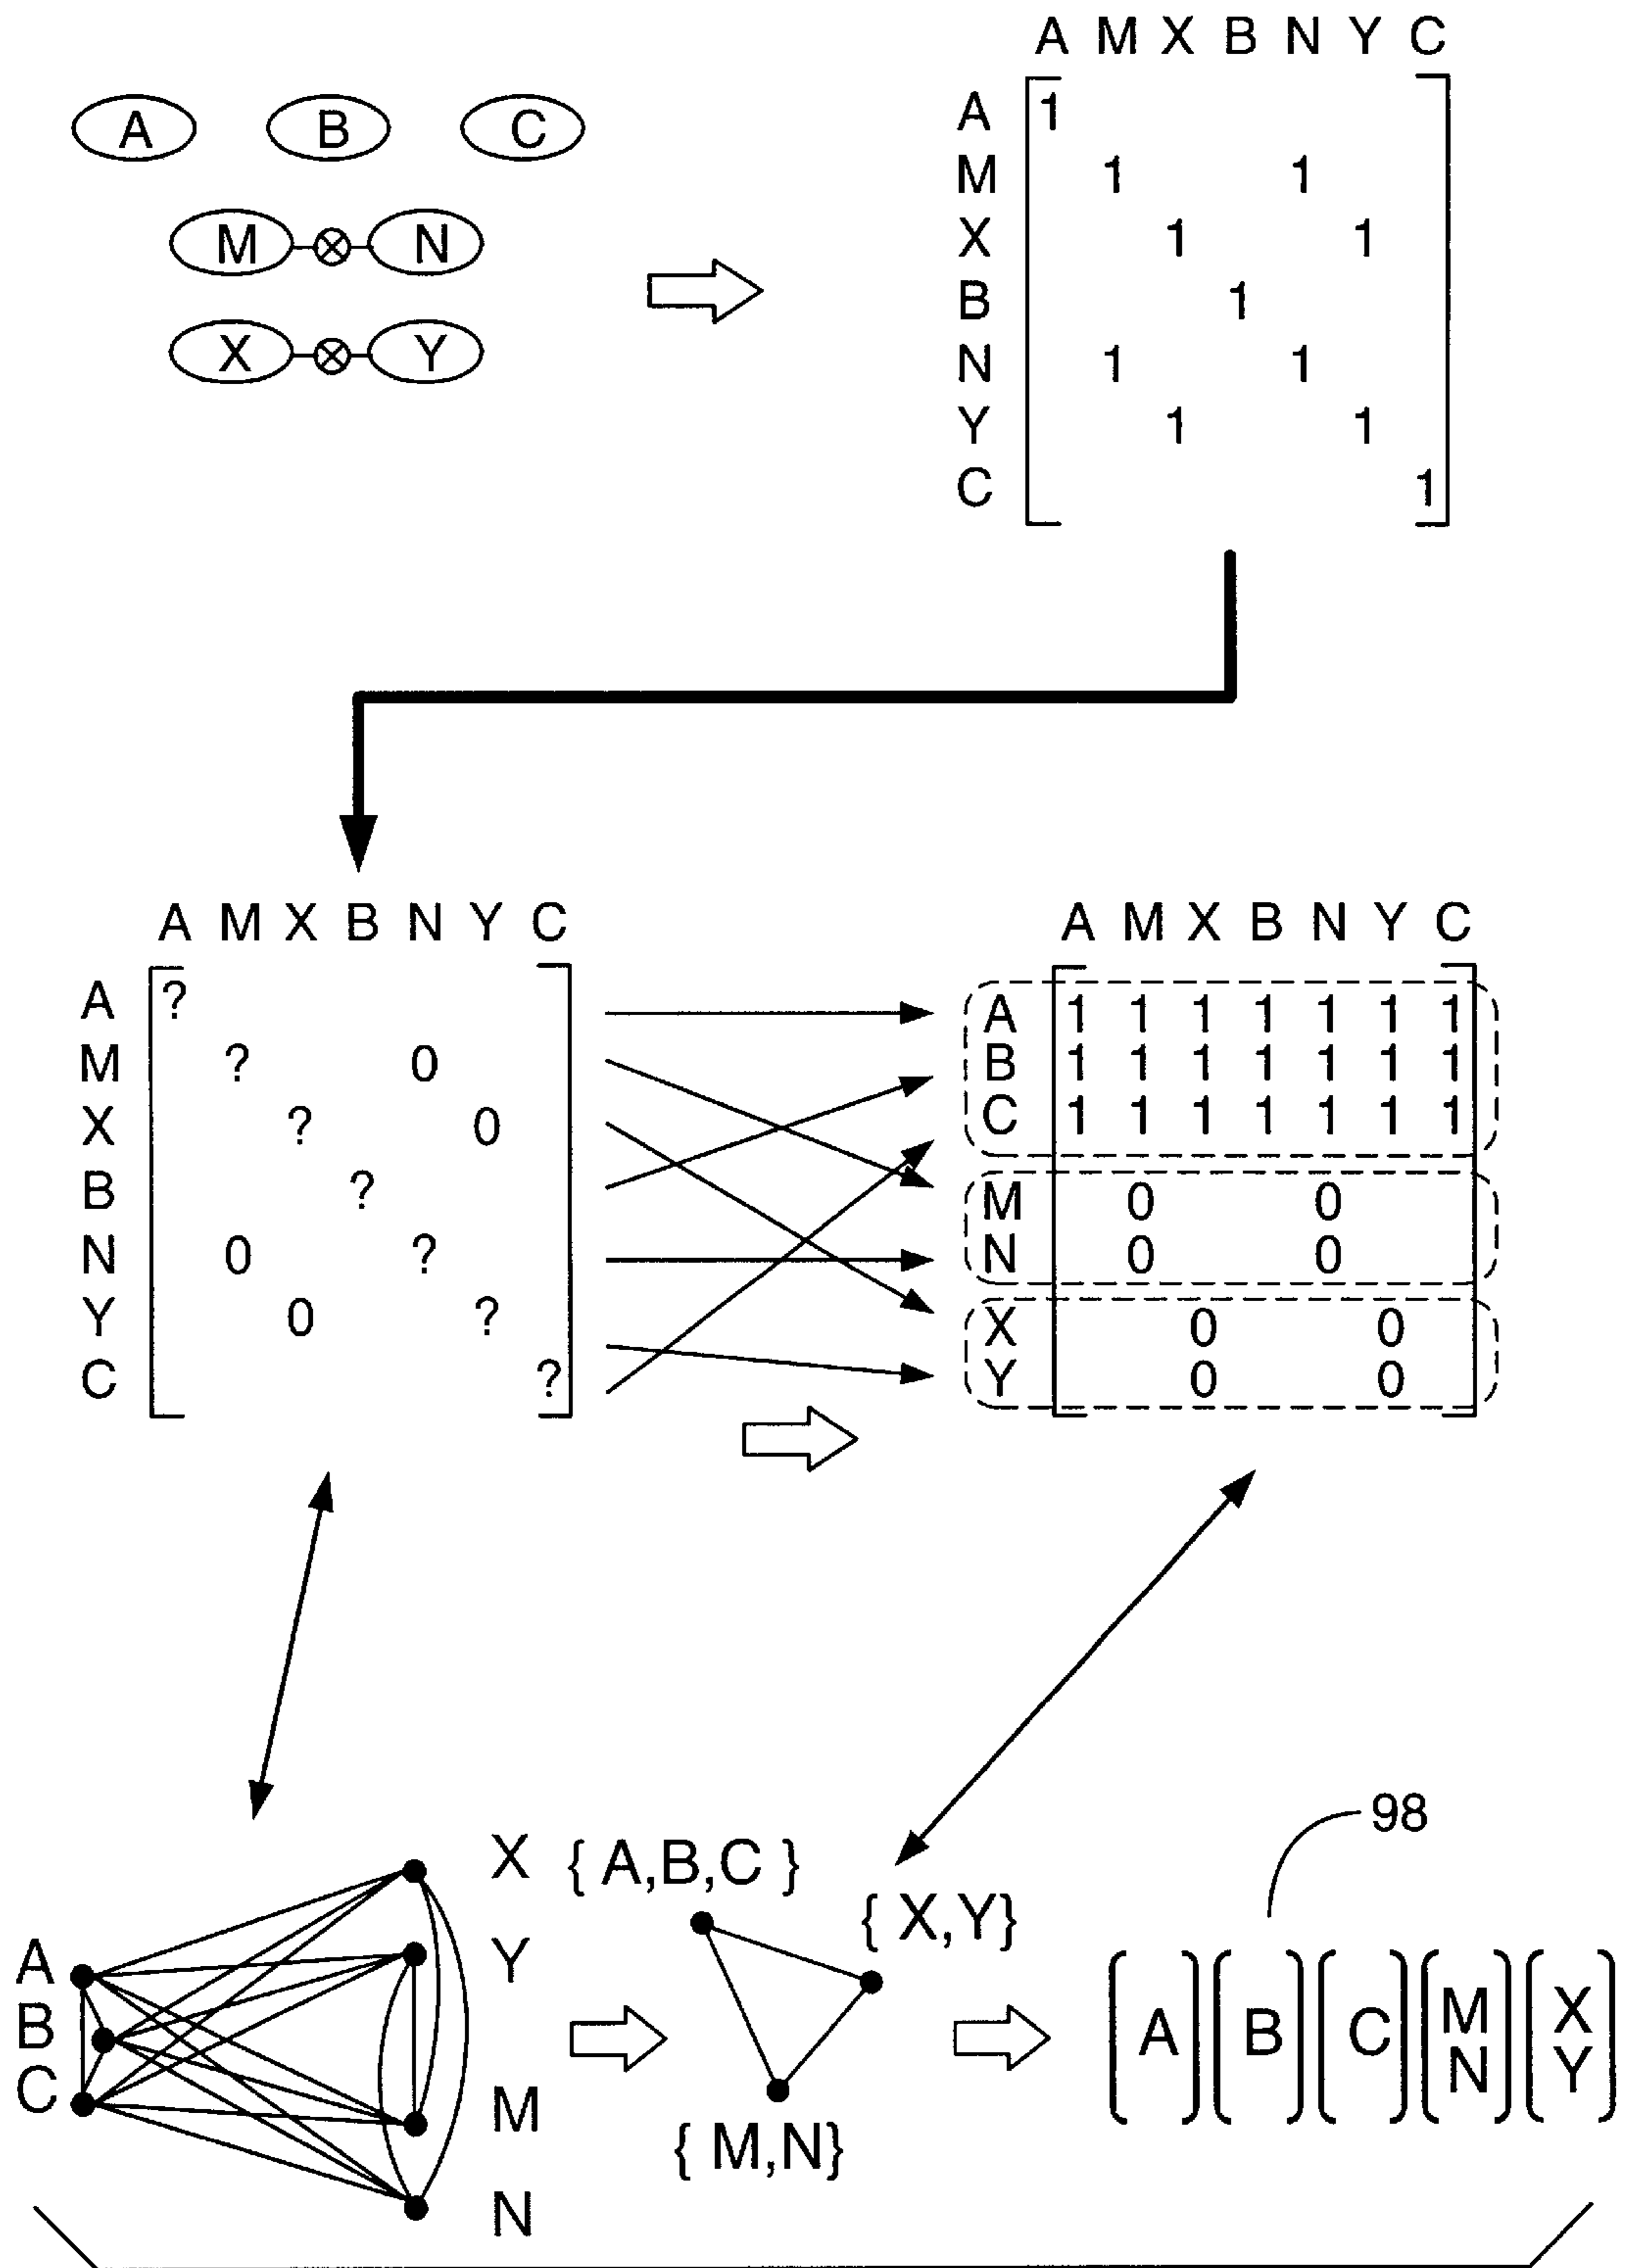 A B C
M ⊗ N
X ⊗ Y
A M X B N Y C
A 1
M 1 1
X 1 1
B 1
N 1 1
Y 1 1
C 1
A M X B N Y C
A ?
M ? 0
X ? 0
B ?
N 0 ?
Y 0 ?
C ?
A M X B N Y C
A 1 1 1 1 1 1 1
B 1 1 1 1 1 1 1
C 1 1 1 1 1 1 1
M 0 0
N 0 0
X 0 0
Y 0 0
A
B
C
X
Y
M
N
{ A,B,C }
{ X,Y}
{ M,N}
98
A B C M X
N Y